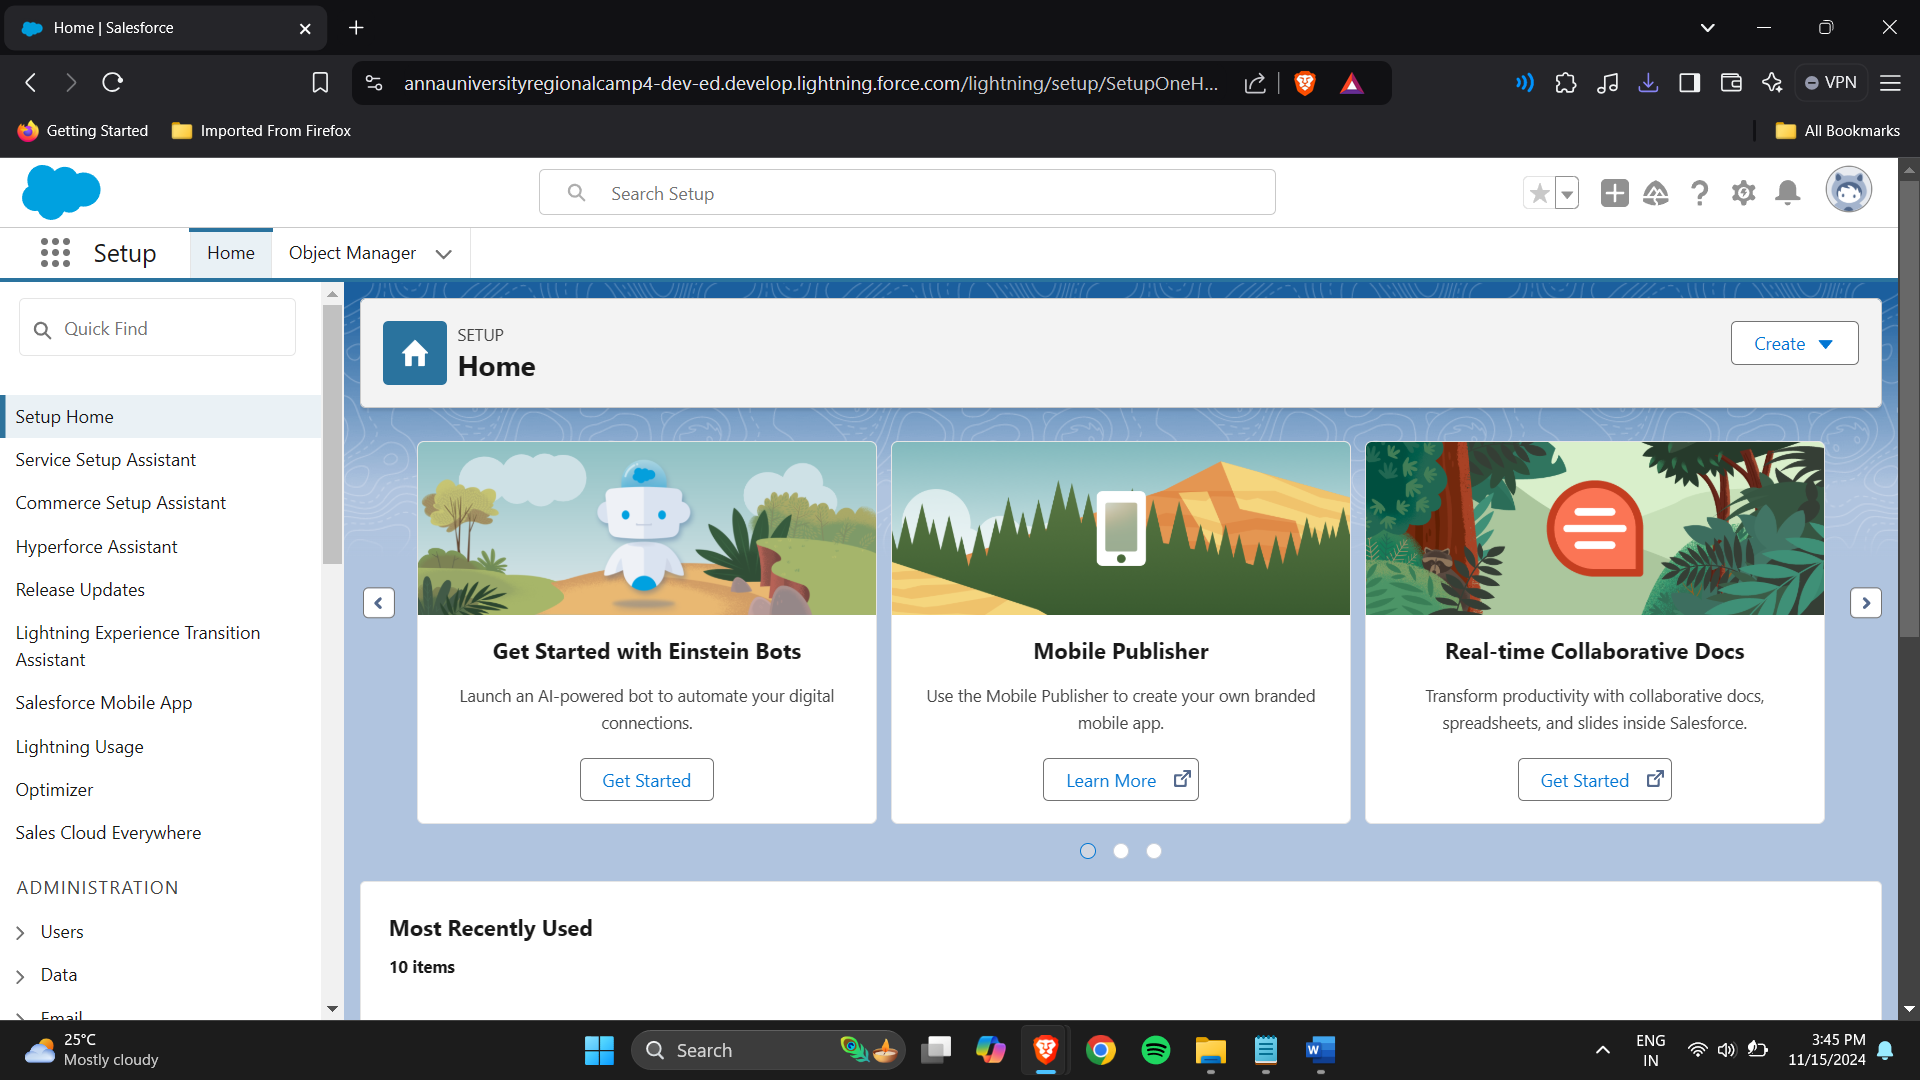 Home | Salesforce
annauniversityregionalcamp4-dev-ed.develop.lightning.force.com/lightning/setup/SetupOneH...
VPN
Getting Started
Imported From Firefox
All Bookmarks
Search Setup
Setup
Home
Object Manager
Quick Find
Setup Home
Service Setup Assistant
Commerce Setup Assistant
Hyperforce Assistant
Release Updates
Lightning Experience Transition
Assistant
Salesforce Mobile App
Lightning Usage
Optimizer
Sales Cloud Everywhere
ADMINISTRATION
Users
Data
Email
SETUP
Home
Create
Get Started with Einstein Bots
Launch an AI-powered bot to automate your digital
connections.
Get Started
Mobile Publisher
Use the Mobile Publisher to create your own branded
mobile app.
Learn More
Real-time Collaborative Docs
Transform productivity with collaborative docs,
spreadsheets, and slides inside Salesforce.
Get Started
Most Recently Used
10 items
25°C
Mostly cloudy
Search
ENG
IN
3:45 PM
11/15/2024